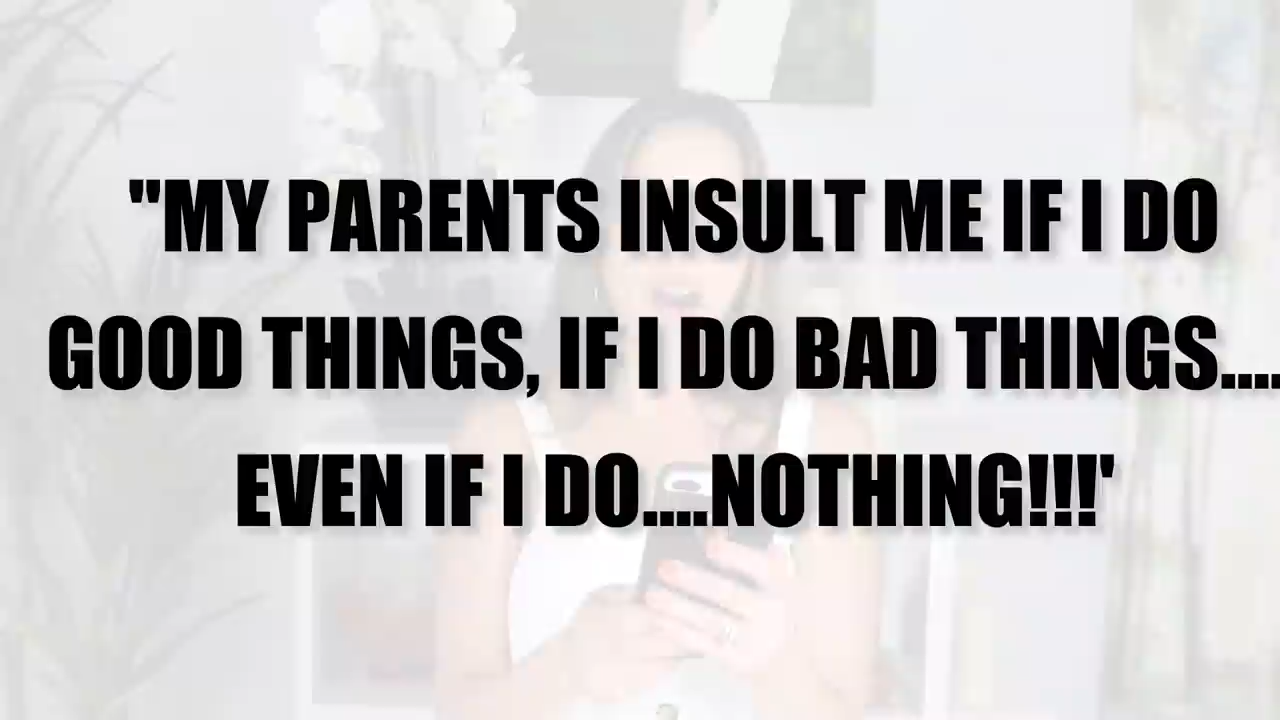 "MY PARENTS INSULT ME IF I DO
GOOD THINGS, IF I DO BAD THINGS....
EVEN IF I DO....NOTHING!!!'